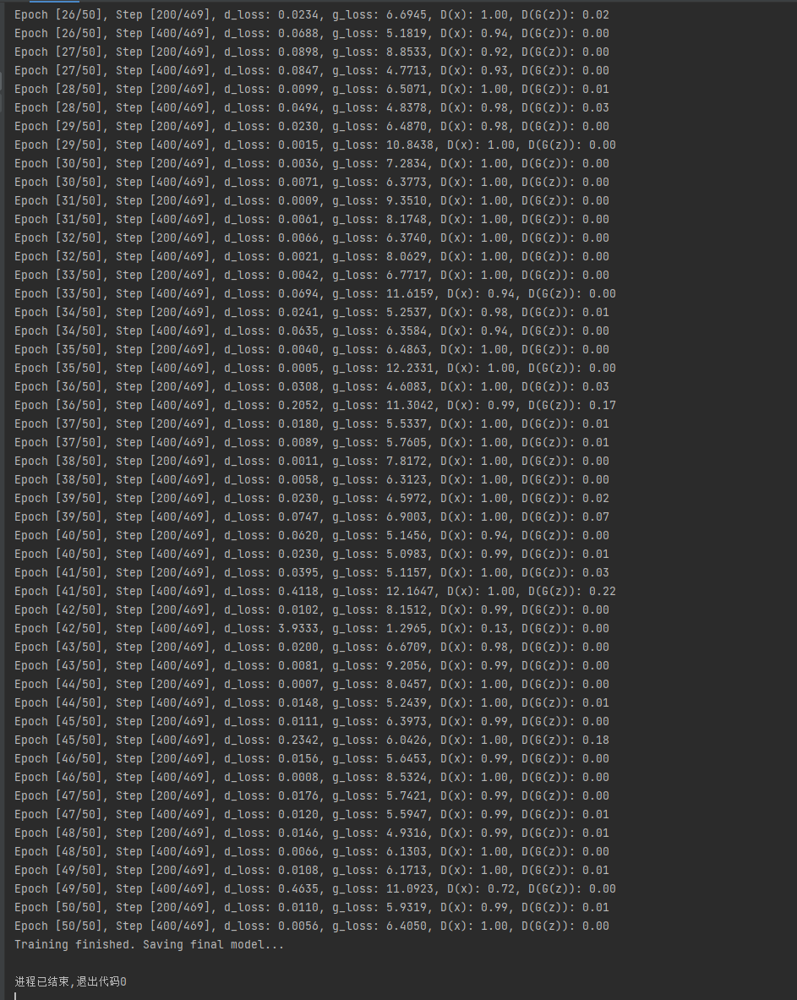 Epoch [26/50], Step [200/469], d_loss: 0.0234, g_loss: 6.6945, D(x): 1.00, D(G(z)): 0.02
Epoch [26/50], Step [400/469], d_loss: 0.0688, g_loss: 5.1819, D(x): 0.94, D(G(z)): 0.00
Epoch [27/50], Step [200/469], d_loss: 0.0898, g_loss: 8.8533, D(x): 0.92, D(G(z)): 0.00
Epoch [27/50], Step [400/469], d_loss: 0.0847, g_loss: 4.7713, D(x): 0.93, D(G(z)): 0.00
Epoch [28/50], Step [200/469], d_loss: 0.0099, g_loss: 6.5071, D(x): 1.00, D(G(z)): 0.01
Epoch [28/50], Step [400/469], d_loss: 0.0494, g_loss: 4.8378, D(x): 0.98, D(G(z)): 0.03
Epoch [29/50], Step [200/469], d_loss: 0.0230, g_loss: 6.4870, D(x): 0.98, D(G(z)): 0.00
Epoch [29/50], Step [400/469], d_loss: 0.0015, g_loss: 10.8438, D(x): 1.00, D(G(z)): 0.00
Epoch [30/50], Step [200/469], d_loss: 0.0036, g_loss: 7.2834, D(x): 1.00, D(G(z)): 0.00
Epoch [30/50], Step [400/469], d_loss: 0.0071, g_loss: 6.3773, D(x): 1.00, D(G(z)): 0.00
Epoch [31/50], Step [200/469], d_loss: 0.0009, g_loss: 9.3510, D(x): 1.00, D(G(z)): 0.00
Epoch [31/50], Step [400/469], d_loss: 0.0061, g_loss: 8.1748, D(x): 1.00, D(G(z)): 0.00
Epoch [32/50], Step [200/469], d_loss: 0.0066, g_loss: 6.3740, D(x): 1.00, D(G(z)): 0.00
Epoch [32/50], Step [400/469], d_loss: 0.0021, g_loss: 8.0629, D(x): 1.00, D(G(z)): 0.00
Epoch [33/50], Step [200/469], d_loss: 0.0042, g_loss: 6.7717, D(x): 1.00, D(G(z)): 0.00
Epoch [33/50], Step [400/469], d_loss: 0.0694, g_loss: 11.6159, D(x): 0.94, D(G(z)): 0.00
Epoch [34/50], Step [200/469], d_loss: 0.0241, g_loss: 5.2537, D(x): 0.98, D(G(z)): 0.01
Epoch [34/50], Step [400/469], d_loss: 0.0635, g_loss: 6.3584, D(x): 0.94, D(G(z)): 0.00
Epoch [35/50], Step [200/469], d_loss: 0.0040, g_loss: 6.4863, D(x): 1.00, D(G(z)): 0.00
Epoch [35/50], Step [400/469], d_loss: 0.0005, g_loss: 12.2331, D(x): 1.00, D(G(z)): 0.00
Epoch [36/50], Step [200/469], d_loss: 0.0308, g_loss: 4.6083, D(x): 1.00, D(G(z)): 0.03
Epoch [36/50], Step [400/469], d_loss: 0.2052, g_loss: 11.3042, D(x): 0.99, D(G(z)): 0.17
Epoch [37/50], Step [200/469], d_loss: 0.0180, g_loss: 5.5337, D(x): 1.00, D(G(z)): 0.01
Epoch [37/50], Step [400/469], d_loss: 0.0089, g_loss: 5.7605, D(x): 1.00, D(G(z)): 0.01
Epoch [38/50], Step [200/469], d_loss: 0.0011, g_loss: 7.8172, D(x): 1.00, D(G(z)): 0.00
Epoch [38/50], Step [400/469], d_loss: 0.0058, g_loss: 6.3123, D(x): 1.00, D(G(z)): 0.00
Epoch [39/50], Step [200/469], d_loss: 0.0230, g_loss: 4.5972, D(x): 1.00, D(G(z)): 0.02
Epoch [39/50], Step [400/469], d_loss: 0.0747, g_loss: 6.9003, D(x): 1.00, D(G(z)): 0.07
Epoch [40/50], Step [200/469], d_loss: 0.0620, g_loss: 5.1456, D(x): 0.94, D(G(z)): 0.00
Epoch [40/50], Step [400/469], d_loss: 0.0230, g_loss: 5.0983, D(x): 0.99, D(G(z)): 0.01
Epoch [41/50], Step [200/469], d_loss: 0.0395, g_loss: 5.1157, D(x): 1.00, D(G(z)): 0.03
Epoch [41/50], Step [400/469], d_loss: 0.4118, g_loss: 12.1647, D(x): 1.00, D(G(z)): 0.22
Epoch [42/50], Step [200/469], d_loss: 0.0102, g_loss: 8.1512, D(x): 0.99, D(G(z)): 0.00
Epoch [42/50], Step [400/469], d_loss: 3.9333, g_loss: 1.2965, D(x): 0.13, D(G(z)): 0.00
Epoch [43/50], Step [200/469], d_loss: 0.0200, g_loss: 6.6709, D(x): 0.98, D(G(z)): 0.00
Epoch [43/50], Step [400/469], d_loss: 0.0081, g_loss: 9.2056, D(x): 0.99, D(G(z)): 0.00
Epoch [44/50], Step [200/469], d_loss: 0.0007, g_loss: 8.0457, D(x): 1.00, D(G(z)): 0.00
Epoch [44/50], Step [400/469], d_loss: 0.0148, g_loss: 5.2439, D(x): 1.00, D(G(z)): 0.01
Epoch [45/50], Step [200/469], d_loss: 0.0111, g_loss: 6.3973, D(x): 0.99, D(G(z)): 0.00
Epoch [45/50], Step [400/469], d_loss: 0.2342, g_loss: 6.0426, D(x): 1.00, D(G(z)): 0.18
Epoch [46/50], Step [200/469], d_loss: 0.0156, g_loss: 5.6453, D(x): 0.99, D(G(z)): 0.00
Epoch [46/50], Step [400/469], d_loss: 0.0008, g_loss: 8.5324, D(x): 1.00, D(G(z)): 0.00
Epoch [47/50], Step [200/469], d_loss: 0.0176, g_loss: 5.7421, D(x): 0.99, D(G(z)): 0.00
Epoch [47/50], Step [400/469], d_loss: 0.0120, g_loss: 5.5947, D(x): 0.99, D(G(z)): 0.01
Epoch [48/50], Step [200/469], d_loss: 0.0146, g_loss: 4.9316, D(x): 0.99, D(G(z)): 0.01
Epoch [48/50], Step [400/469], d_loss: 0.0066, g_loss: 6.1303, D(x): 1.00, D(G(z)): 0.00
Epoch [49/50], Step [200/469], d_loss: 0.0108, g_loss: 6.1713, D(x): 1.00, D(G(z)): 0.01
Epoch [49/50], Step [400/469], d_loss: 0.4635, g_loss: 11.0923, D(x): 0.72, D(G(z)): 0.00
Epoch [50/50], Step [200/469], d_loss: 0.0110, g_loss: 5.9319, D(x): 0.99, D(G(z)): 0.01
Epoch [50/50], Step [400/469], d_loss: 0.0056, g_loss: 6.4050, D(x): 1.00, D(G(z)): 0.00
Training finished. Saving final model...
进程已结束,退出代码0